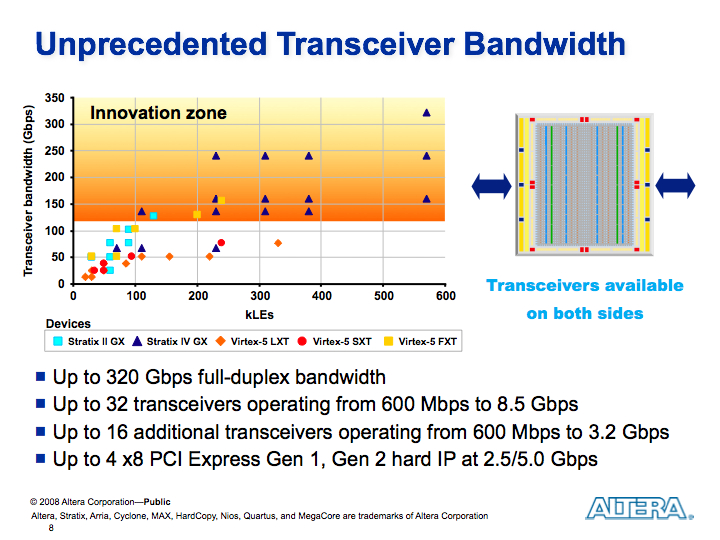 Unprecedented Transceiver Bandwidth
Transceiver bandwidth (Gbps)
350
300
250
200
150
100
50
0
Innovation zone
0 100 200 300 400 500 600
kLEs
Devices
Stratix II GX Stratix IV GX Virtex-5 LXT Virtex-5 SXT Virtex-5 FXT
Transceivers available
on both sides
Up to 320 Gbps full-duplex bandwidth
Up to 32 transceivers operating from 600 Mbps to 8.5 Gbps
Up to 16 additional transceivers operating from 600 Mbps to 3.2 Gbps
Up to 4 x8 PCI Express Gen 1, Gen 2 hard IP at 2.5/5.0 Gbps
© 2008 Altera Corporation—Public
Altera, Stratix, Arria, Cyclone, MAX, HardCopy, Nios, Quartus, and MegaCore are trademarks of Altera Corporation
8
ALTERA®